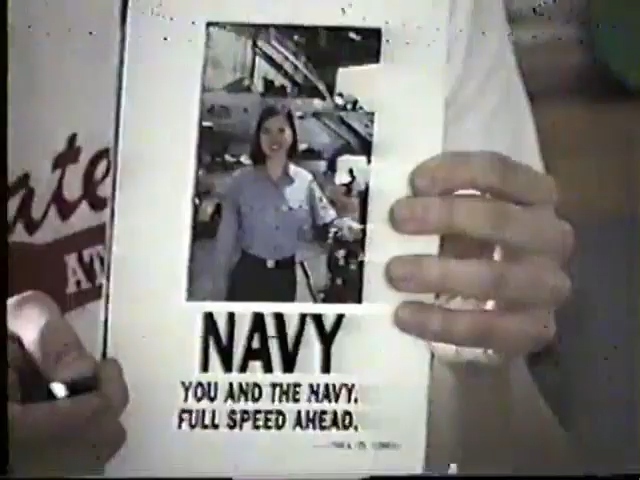 ate
AT
NAVY
YOU AND THE NAVY.
FULL SPEED AHEAD.